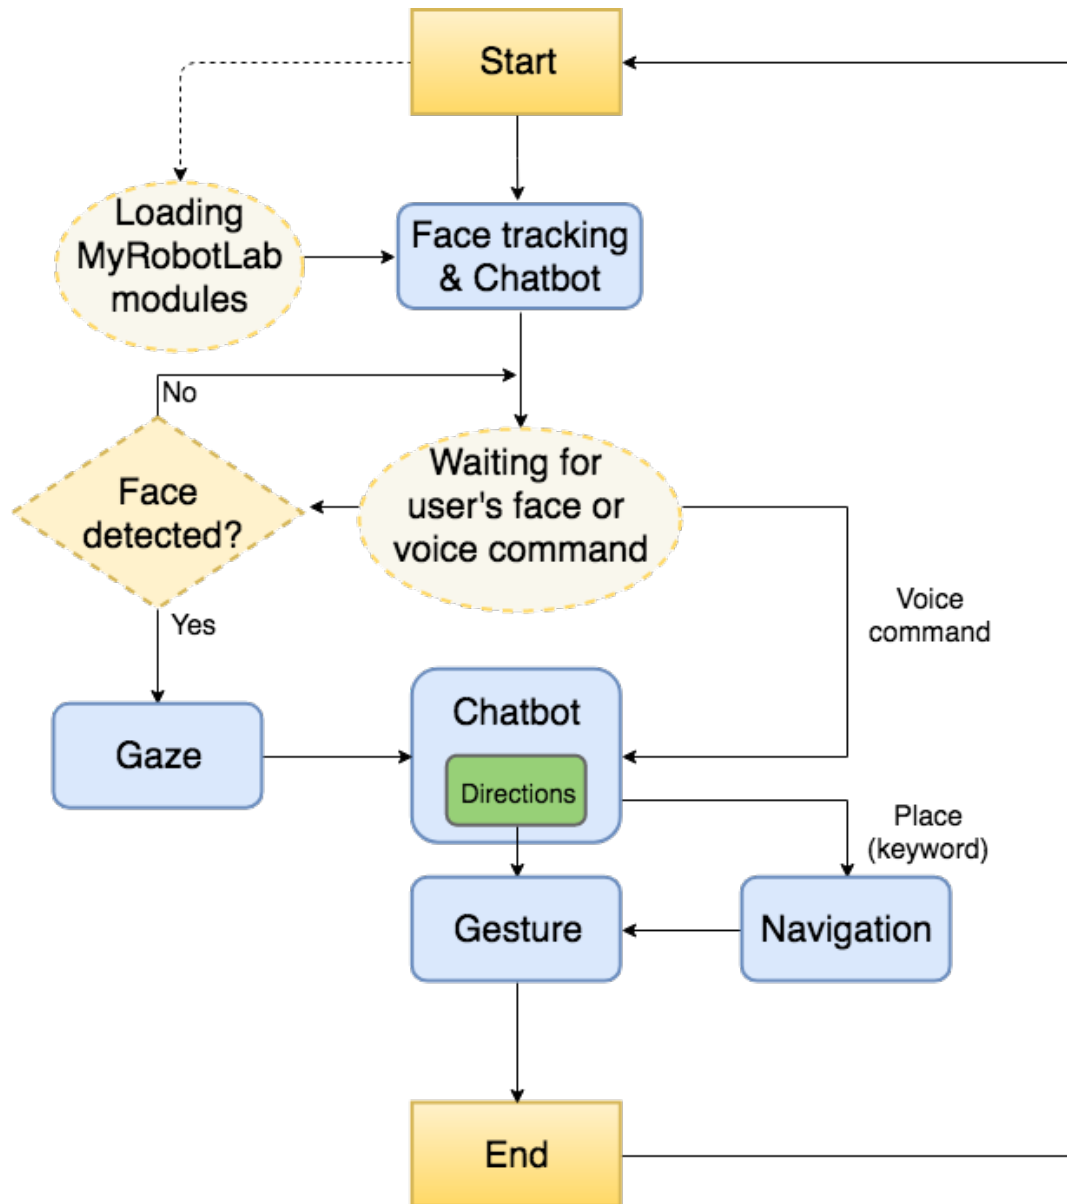 Start
Loading
MyRobotLab
modules
Face tracking
& Chatbot
No
Face
detected?
Waiting for
user's face or
voice command
Yes
Voice
command
Gaze
Chatbot
Directions
Place
(keyword)
Gesture
Navigation
End